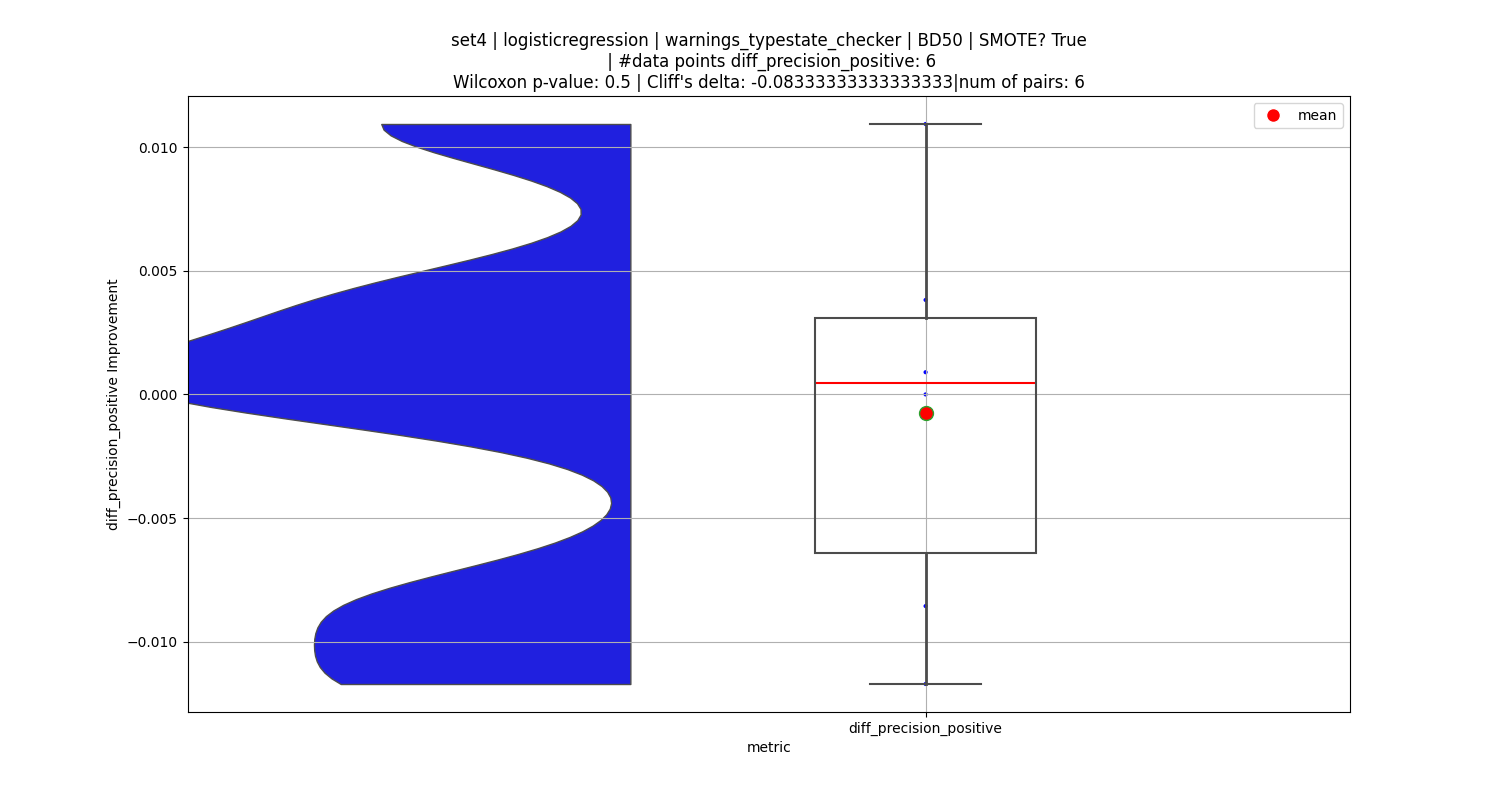 set4 | logisticregression | warnings_typestate_checker | BD50 | SMOTE? True
| #data points diff_precision_positive: 6
Wilcoxon p-value: 0.5 | Cliff's delta: -0.08333333333333333|num of pairs: 6
mean
0.010
0.005
0.000
−0.005
−0.010
diff_precision_positive Improvement
diff_precision_positive
metric